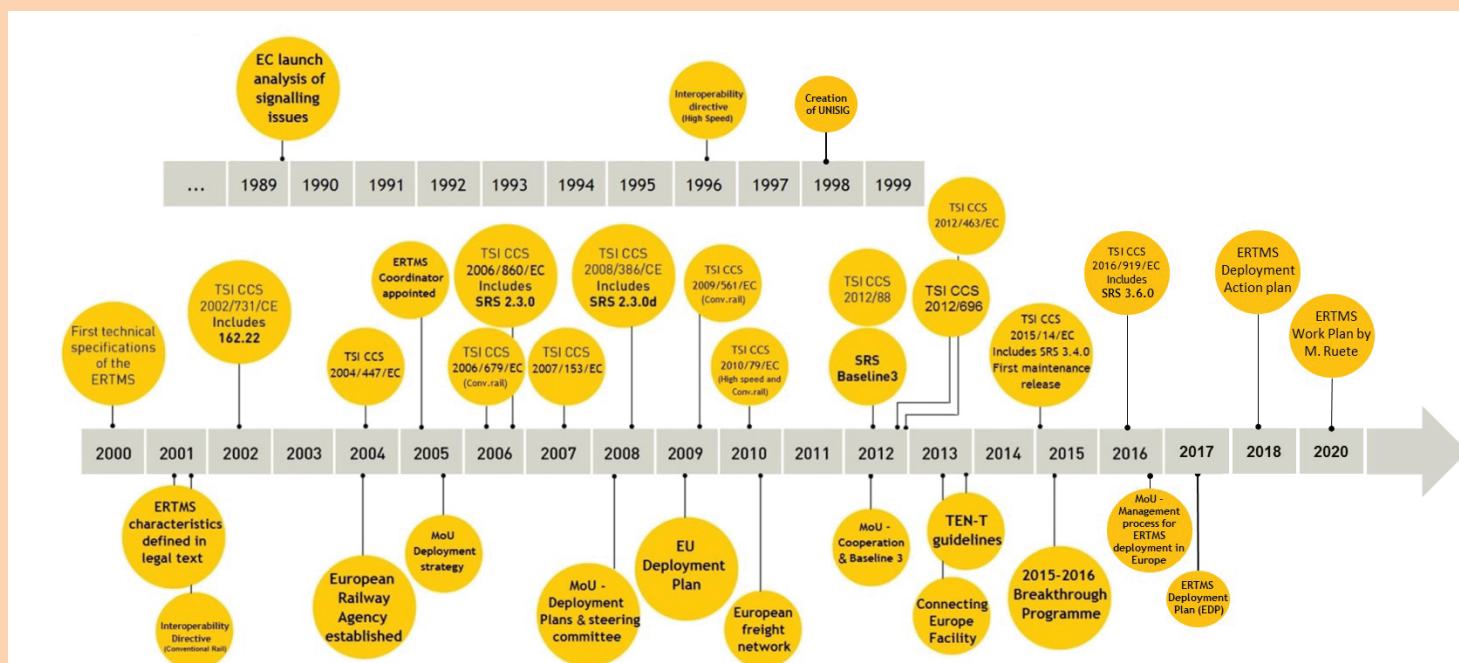 EC launch
analysis of
signalling
issues
Interoperability
directive
(High Speed)
Creation
of UNISIG
... 1989 1990 1991 1992 1993 1994 1995 1996 1997 1998 1999
First technical
specifications
of the
ERTMS
TSI CCS
2002/731/CE
Includes
162.22
TSI CCS
2004/447/EC
ERTMS
Coordinator
appointed
TSI CCS
2006/860/EC
Includes
SRS 2.3.0
TSI CCS
2006/679/EC
(Conv.rail)
TSI CCS
2007/153/EC
TSI CCS
2008/386/CE
Includes
SRS 2.3.0d
TSI CCS
2009/561/EC
(Conv.rail)
TSI CCS
2010/79/EC
(High speed and
Conv.rail)
TSI CCS
2012/88
SRS
Baseline3
TSI CCS
2012/463/EC
TSI CCS
2012/696
TSI CCS
2015/14/EC
Includes SRS 3.4.0
First maintenance
release
TSI CCS
2016/919/EC
Includes
SRS 3.6.0
ERTMS
Deployment
Action plan
ERTMS
Work Plan by
M. Ruete
2000 2001 2002 2003 2004 2005 2006 2007 2008 2009 2010 2011 2012 2013 2014 2015 2016 2017 2018 2020
ERTMS
characteristics
defined in
legal text
Interoperability
Directive
(Conventional Rail)
European
Railway
Agency
established
MoU
Deployment
strategy
MoU -
Deployment
Plans & steering
committee
EU
Deployment
Plan
European
freight
network
MoU -
Cooperation
& Baseline 3
Connecting
Europe
Facility
TEN-T
guidelines
2015-2016
Breakthrough
Programme
MoU -
Management
process for
ERTMS
deployment in
Europe
ERTMS
Deployment
Plan (EDP)